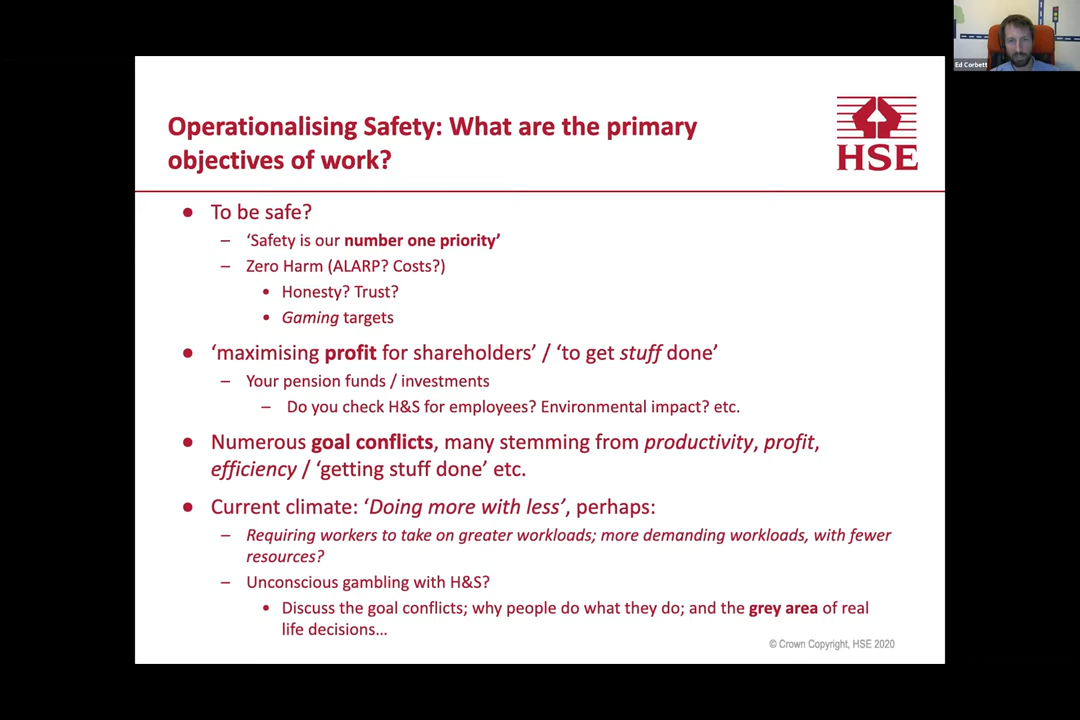 Ed Corbett
Operationalising Safety: What are the primary
objectives of work?
HSE
● To be safe?
– ‘Safety is our number one priority’
– Zero Harm (ALARP? Costs?)
• Honesty? Trust?
• Gaming targets
● ‘maximising profit for shareholders’ / ‘to get stuff done’
– Your pension funds / investments
– Do you check H&S for employees? Environmental impact? etc.
● Numerous goal conflicts, many stemming from productivity, profit,
efficiency / ‘getting stuff done’ etc.
● Current climate: ‘Doing more with less’, perhaps:
– Requiring workers to take on greater workloads; more demanding workloads, with fewer
resources?
– Unconscious gambling with H&S?
• Discuss the goal conflicts; why people do what they do; and the grey area of real
life decisions...
© Crown Copyright, HSE 2020